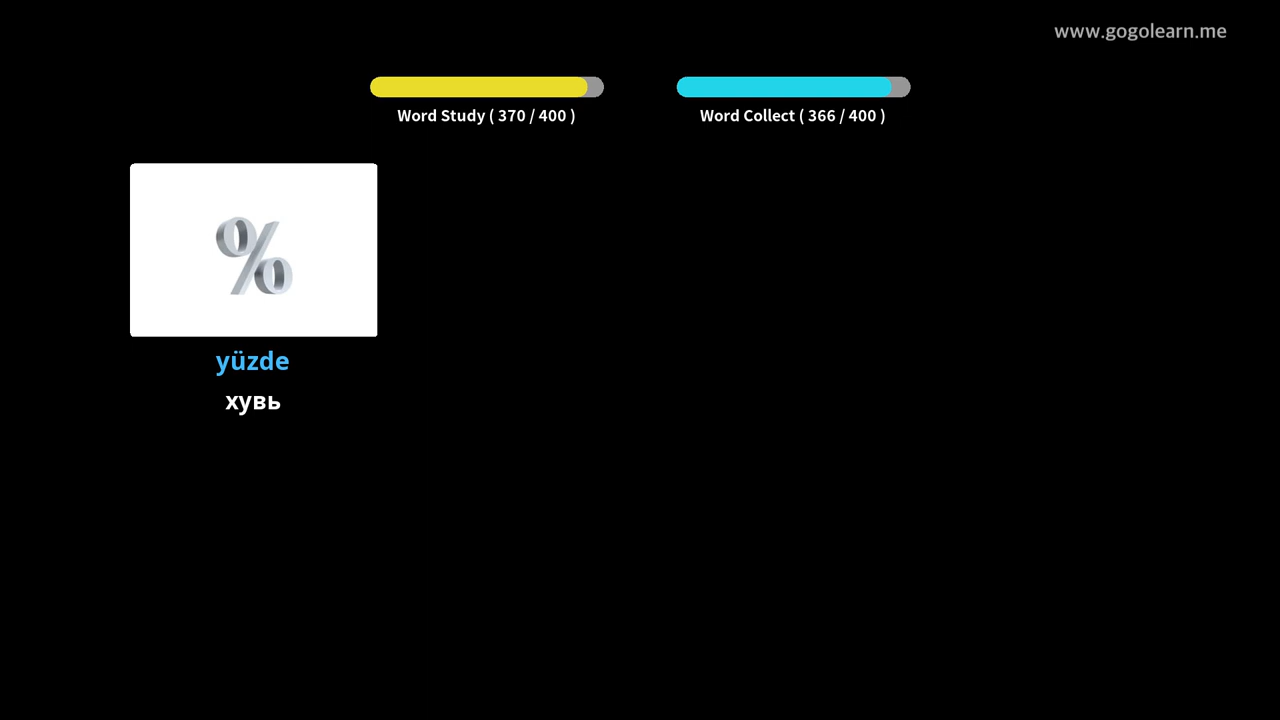 www.gogolearn.me
Word Study ( 370 / 400 )
Word Collect ( 366 / 400 )
%
yüzde
хувь